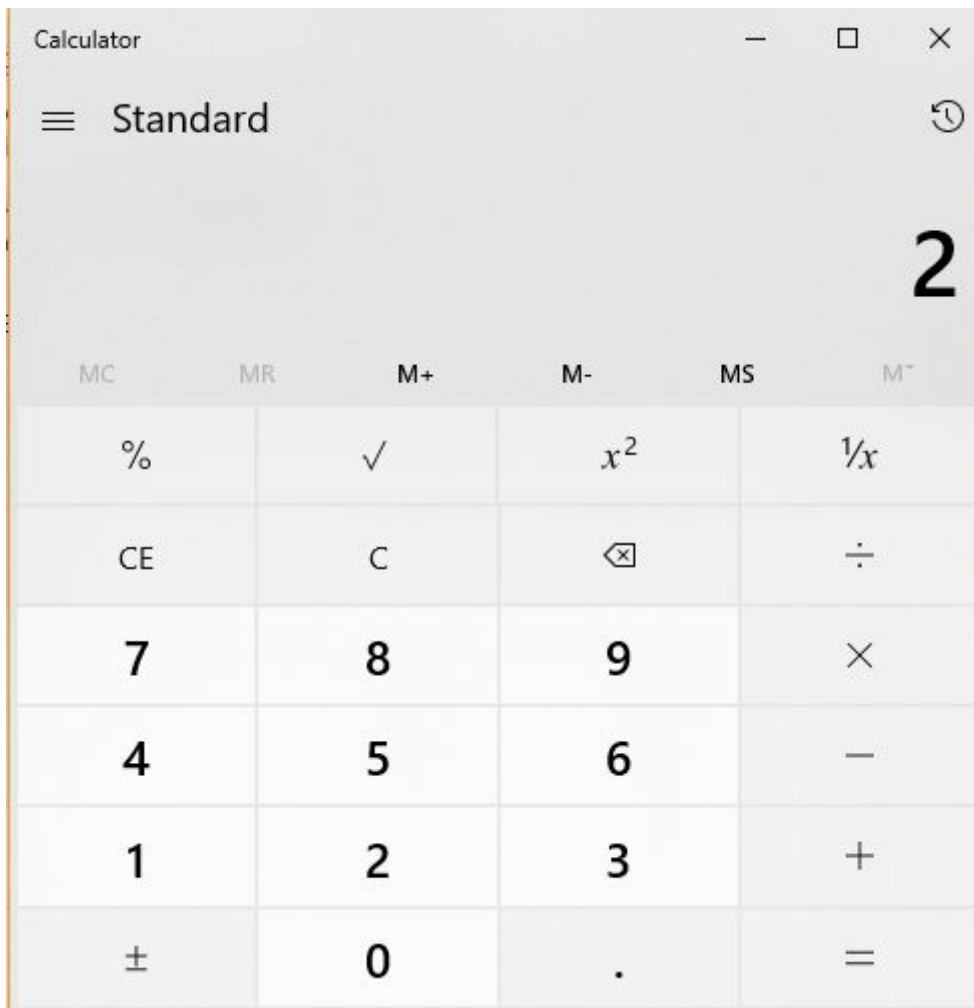 Calculator
Standard
2
MC MR M+ M- MS M˅
% √ x² ¹/x
CE C ÷
7 8 9 ×
4 5 6 −
1 2 3 +
± 0 . =